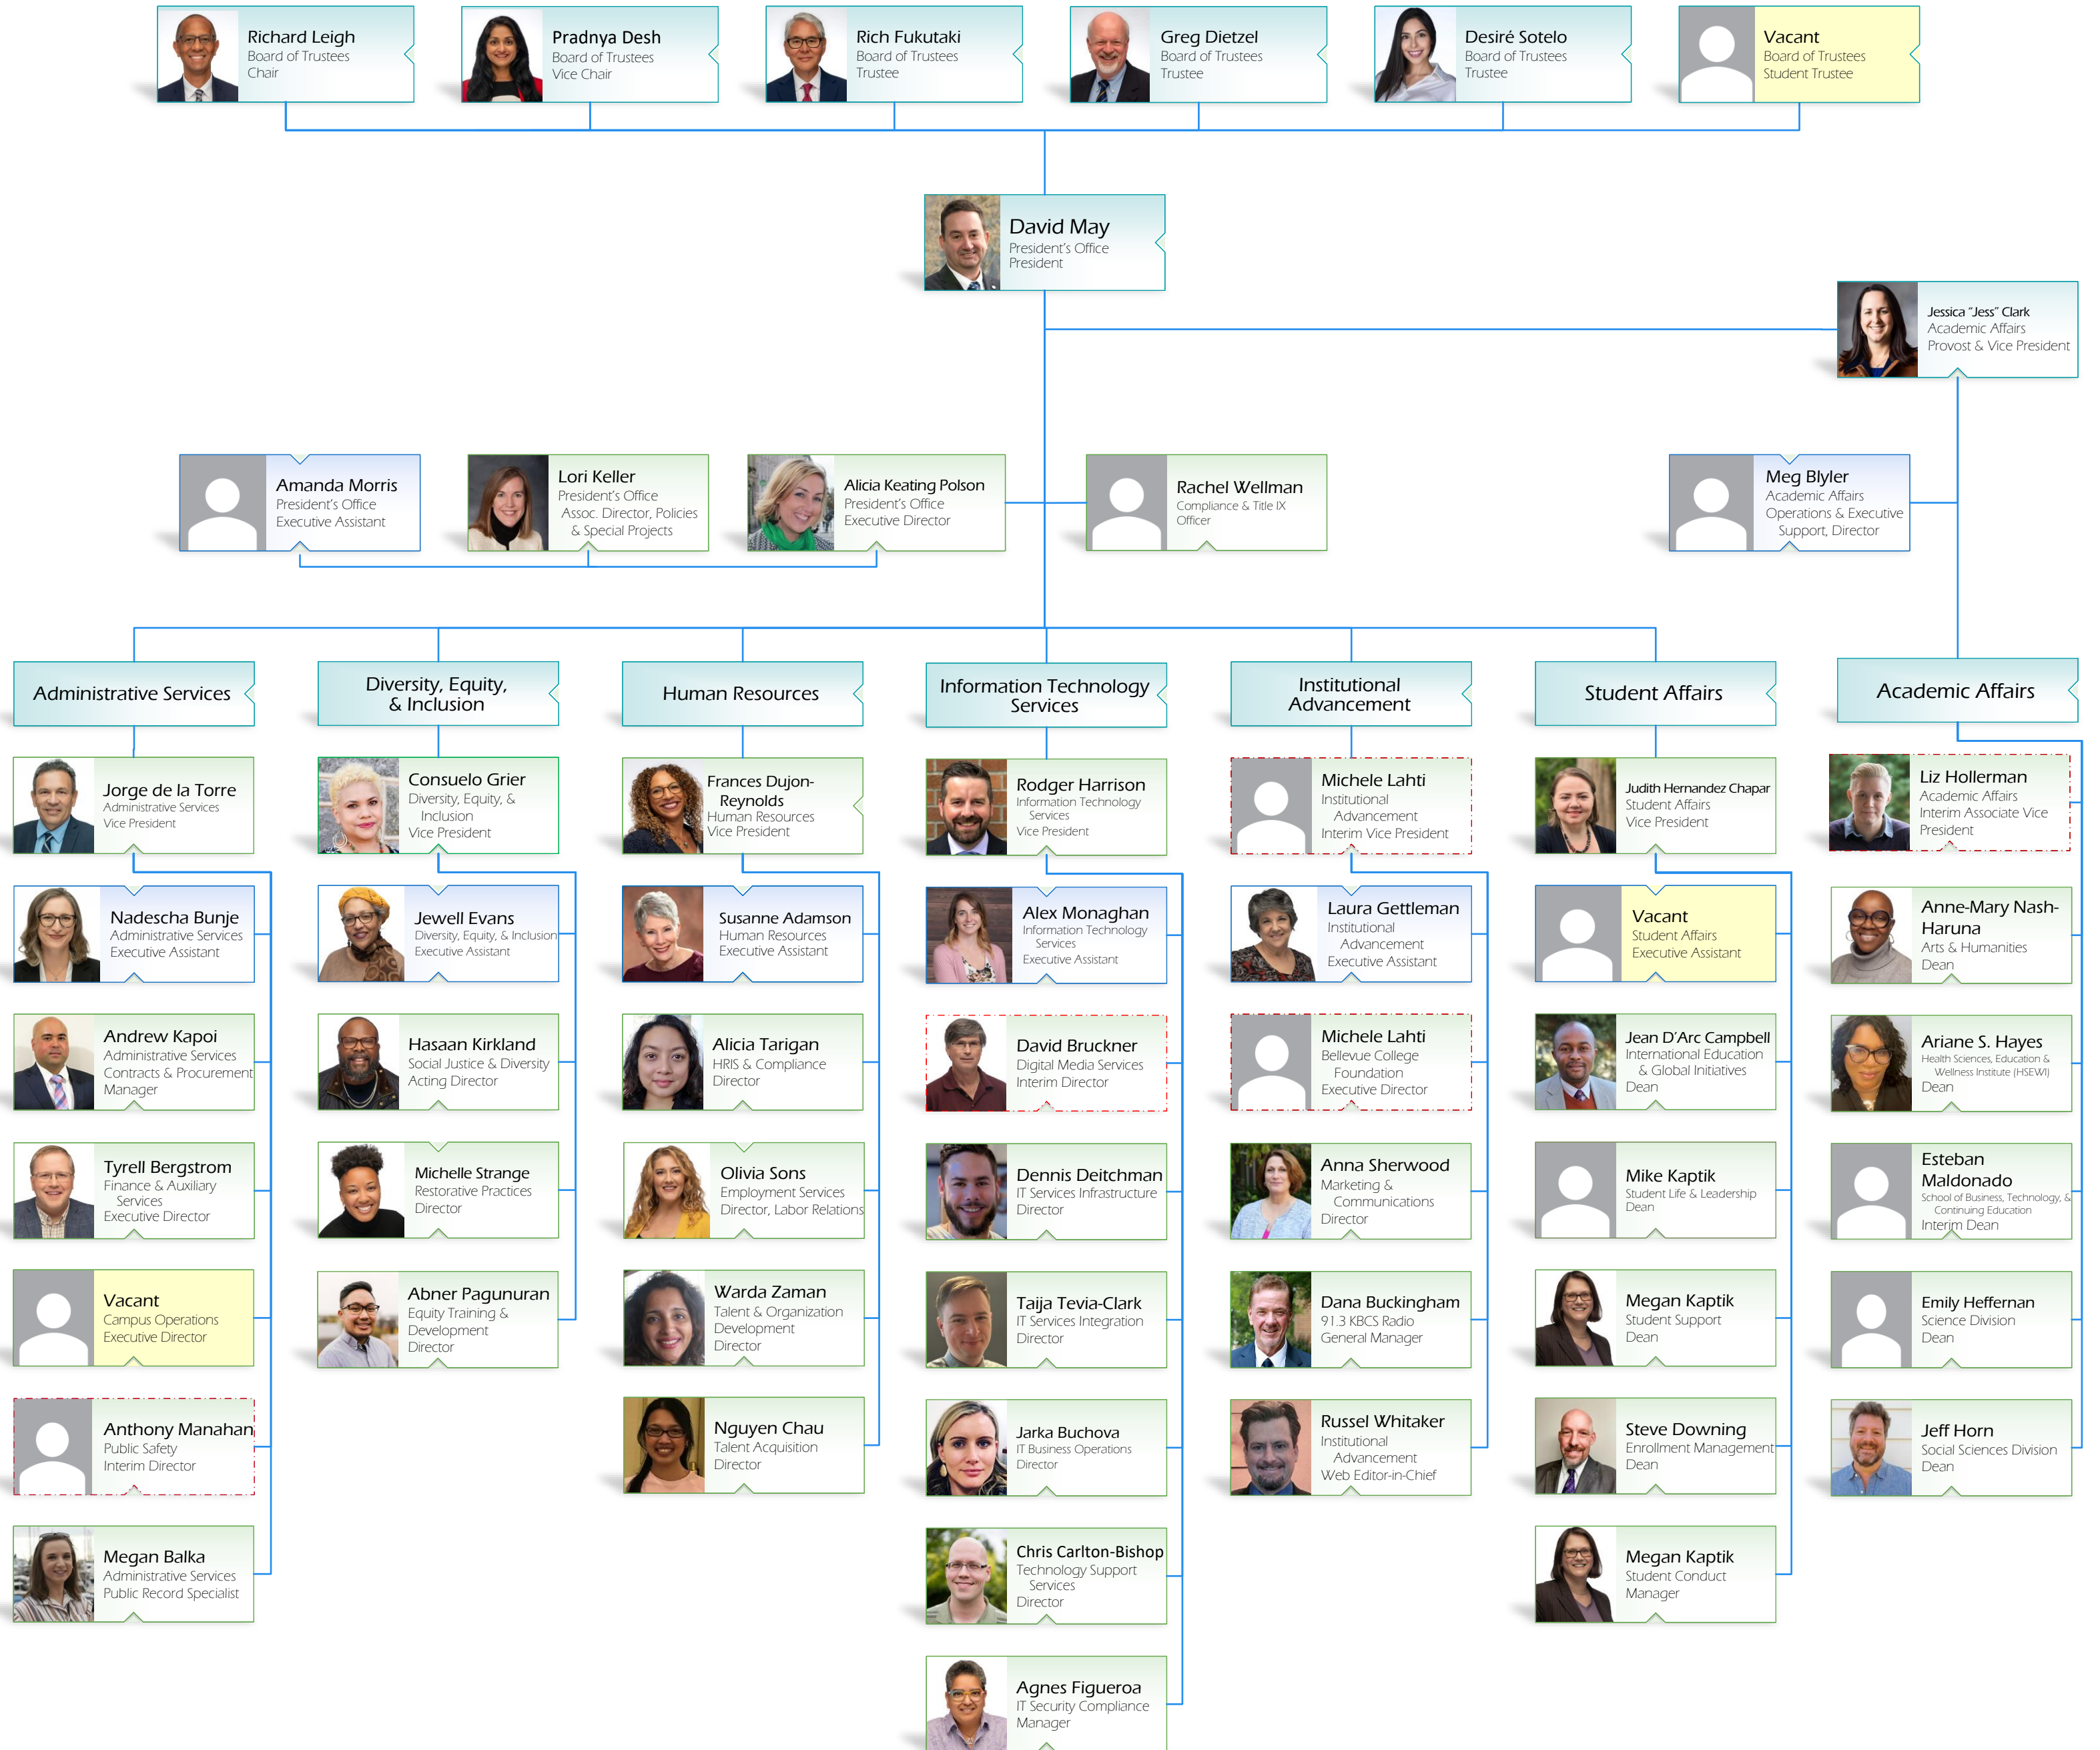 Richard Leigh
Board of Trustees
Chair
Pradnya Desh
Board of Trustees
Vice Chair
Rich Fukutaki
Board of Trustees
Trustee
Greg Dietzel
Board of Trustees
Trustee
Desiré Sotelo
Board of Trustees
Trustee
Vacant
Board of Trustees
Student Trustee
David May
President's Office
President
Jessica "Jess" Clark
Academic Affairs
Provost & Vice President
Amanda Morris
President's Office
Executive Assistant
Lori Keller
President's Office
Assoc. Director, Policies
& Special Projects
Alicia Keating Polson
President's Office
Executive Director
Rachel Wellman
Compliance & Title IX
Officer
Meg Blyler
Academic Affairs
Operations & Executive
Support, Director
Administrative Services
Jorge de la Torre
Administrative Services
Vice President
Nadescha Bunje
Administrative Services
Executive Assistant
Andrew Kapoi
Administrative Services
Contracts & Procurement
Manager
Tyrell Bergstrom
Finance & Auxiliary
Services
Executive Director
Vacant
Campus Operations
Executive Director
Anthony Manahan
Public Safety
Interim Director
Megan Balka
Administrative Services
Public Record Specialist
Diversity, Equity,
& Inclusion
Consuelo Grier
Diversity, Equity, &
Inclusion
Vice President
Jewell Evans
Diversity, Equity, & Inclusion
Executive Assistant
Hasaan Kirkland
Social Justice & Diversity
Acting Director
Michelle Strange
Restorative Practices
Director
Abner Pagunuran
Equity Training &
Development
Director
Human Resources
Frances Dujon-
Reynolds
Human Resources
Vice President
Susanne Adamson
Human Resources
Executive Assistant
Alicia Tarigan
HRIS & Compliance
Director
Olivia Sons
Employment Services
Director, Labor Relations
Warda Zaman
Talent & Organization
Development
Director
Nguyen Chau
Talent Acquisition
Director
Information Technology
Services
Rodger Harrison
Information Technology
Services
Vice President
Alex Monaghan
Information Technology
Services
Executive Assistant
David Bruckner
Digital Media Services
Interim Director
Dennis Deitchman
IT Services Infrastructure
Director
Taija Tevia-Clark
IT Services Integration
Director
Jarka Buchova
IT Business Operations
Director
Chris Carlton-Bishop
Technology Support
Services
Director
Agnes Figueroa
IT Security Compliance
Manager
Institutional
Advancement
Michele Lahti
Institutional
Advancement
Interim Vice President
Laura Gettleman
Institutional
Advancement
Executive Assistant
Michele Lahti
Bellevue College
Foundation
Executive Director
Anna Sherwood
Marketing &
Communications
Director
Dana Buckingham
91.3 KBCS Radio
General Manager
Russel Whitaker
Institutional
Advancement
Web Editor-in-Chief
Student Affairs
Judith Hernandez Chapar
Student Affairs
Vice President
Vacant
Student Affairs
Executive Assistant
Jean D'Arc Campbell
International Education
& Global Initiatives
Dean
Mike Kaptik
Student Life & Leadership
Dean
Megan Kaptik
Student Support
Dean
Steve Downing
Enrollment Management
Dean
Megan Kaptik
Student Conduct
Manager
Academic Affairs
Liz Hollerman
Academic Affairs
Interim Associate Vice
President
Anne-Mary Nash-
Haruna
Arts & Humanities
Dean
Ariane S. Hayes
Health Sciences, Education &
Wellness Institute (HSEWI)
Dean
Esteban
Maldonado
School of Business, Technology, &
Continuing Education
Interim Dean
Emily Heffernan
Science Division
Dean
Jeff Horn
Social Sciences Division
Dean